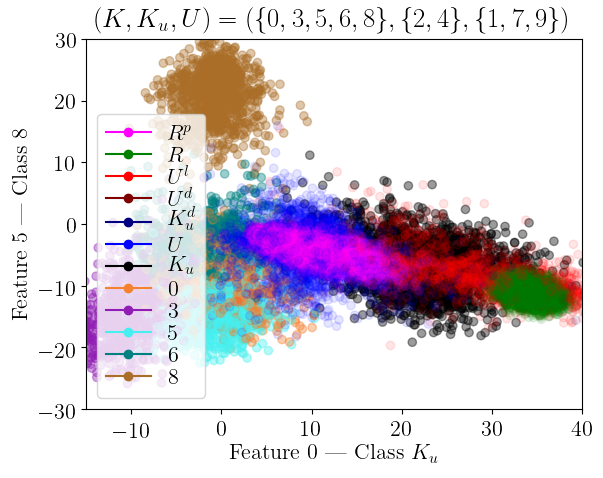 (K, K_u, U) = ({0, 3, 5, 6, 8}, {2, 4}, {1, 7, 9})
30
20
10
0
−10
−20
−30
Feature 5 — Class 8
R^p
R
U^l
U^d
K_u^d
U
K_u
0
3
5
6
8
−10
0
10
20
30
40
Feature 0 — Class K_u